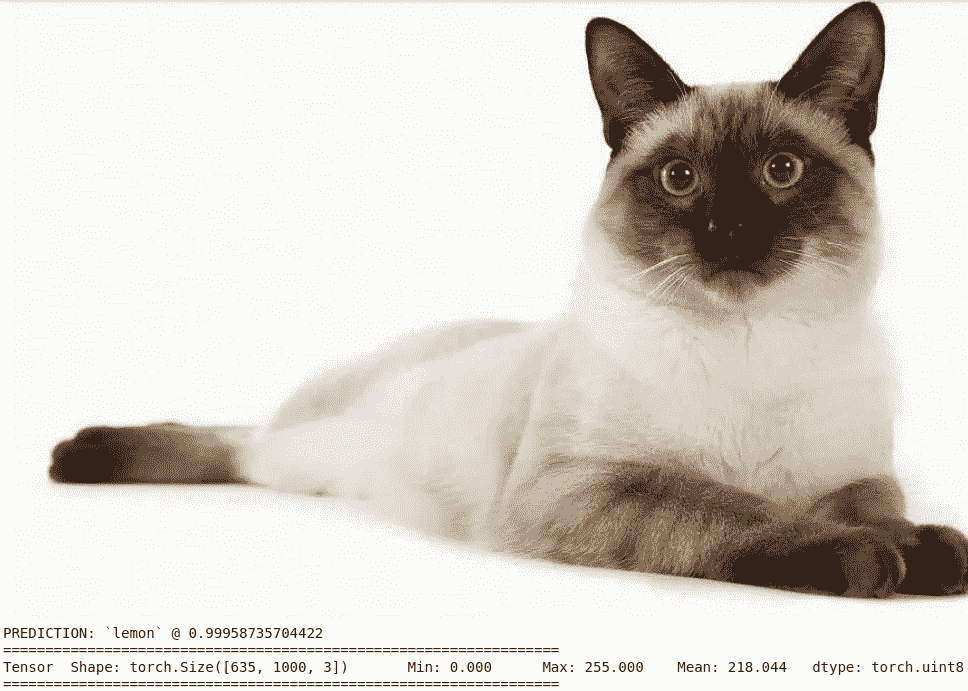 PREDICTION: `lemon` @ 0.99958735704422
==================================================================
Tensor  Shape: torch.Size([635, 1000, 3])       Min: 0.000      Max: 255.000    Mean: 218.044   dtype: torch.uint8
==================================================================